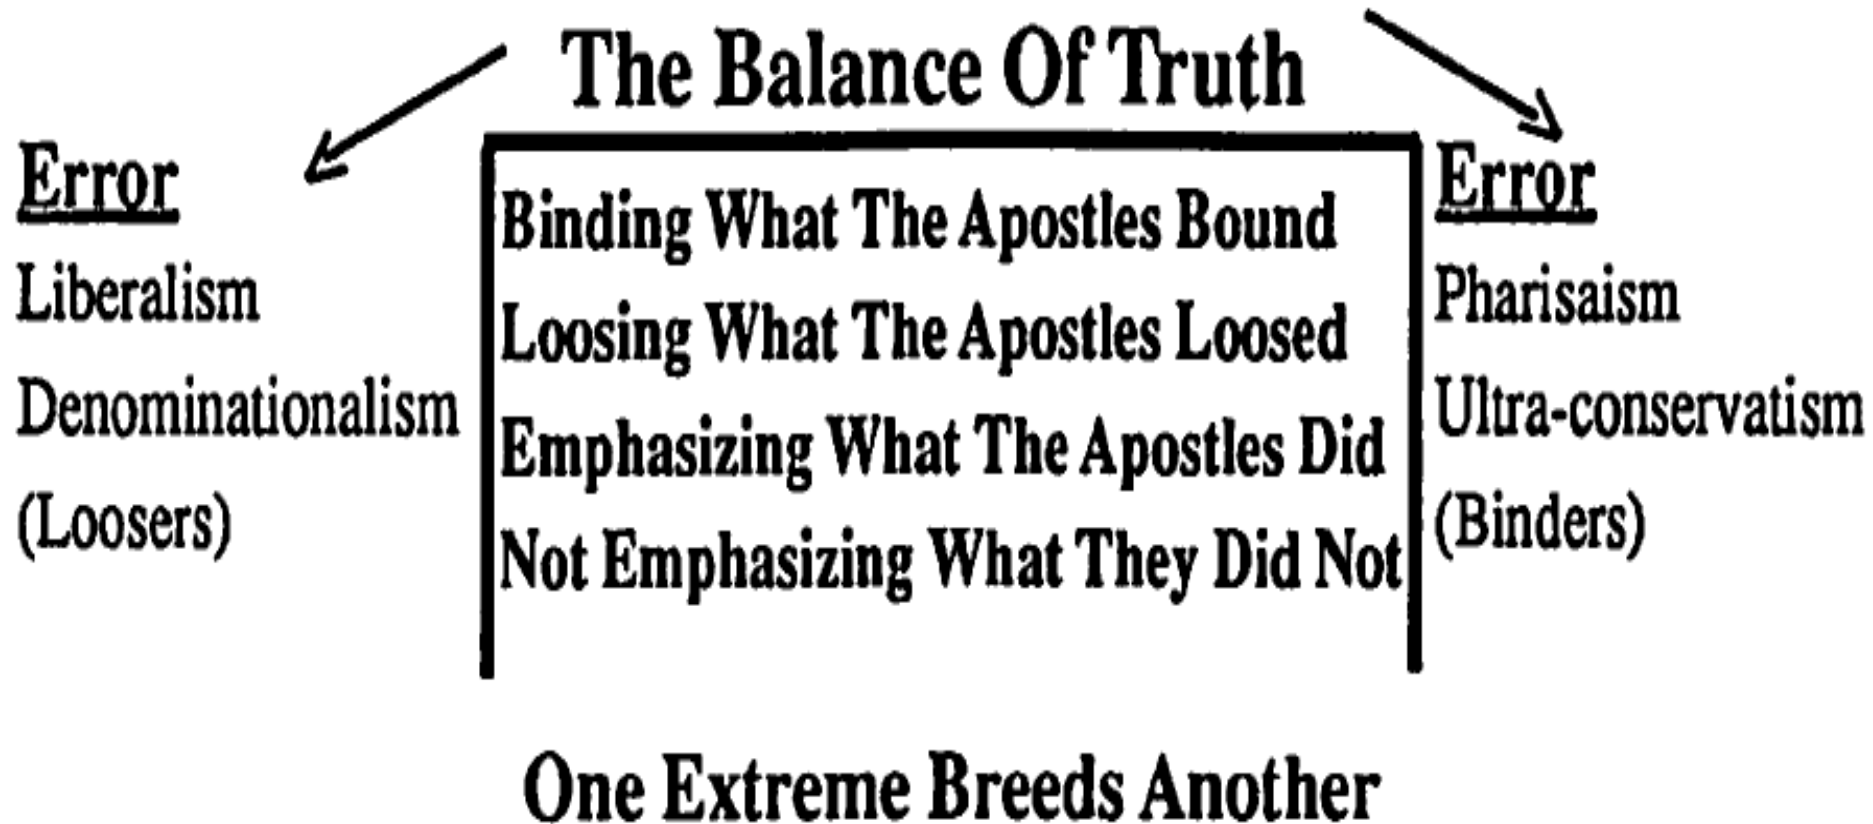 The Balance Of Truth
Error
Liberalism
Denominationalism
(Loosers)
Binding What The Apostles Bound
Loosing What The Apostles Loosed
Emphasizing What The Apostles Did
Not Emphasizing What They Did Not
Error
Pharisaism
Ultra-conservatism
(Binders)
One Extreme Breeds Another